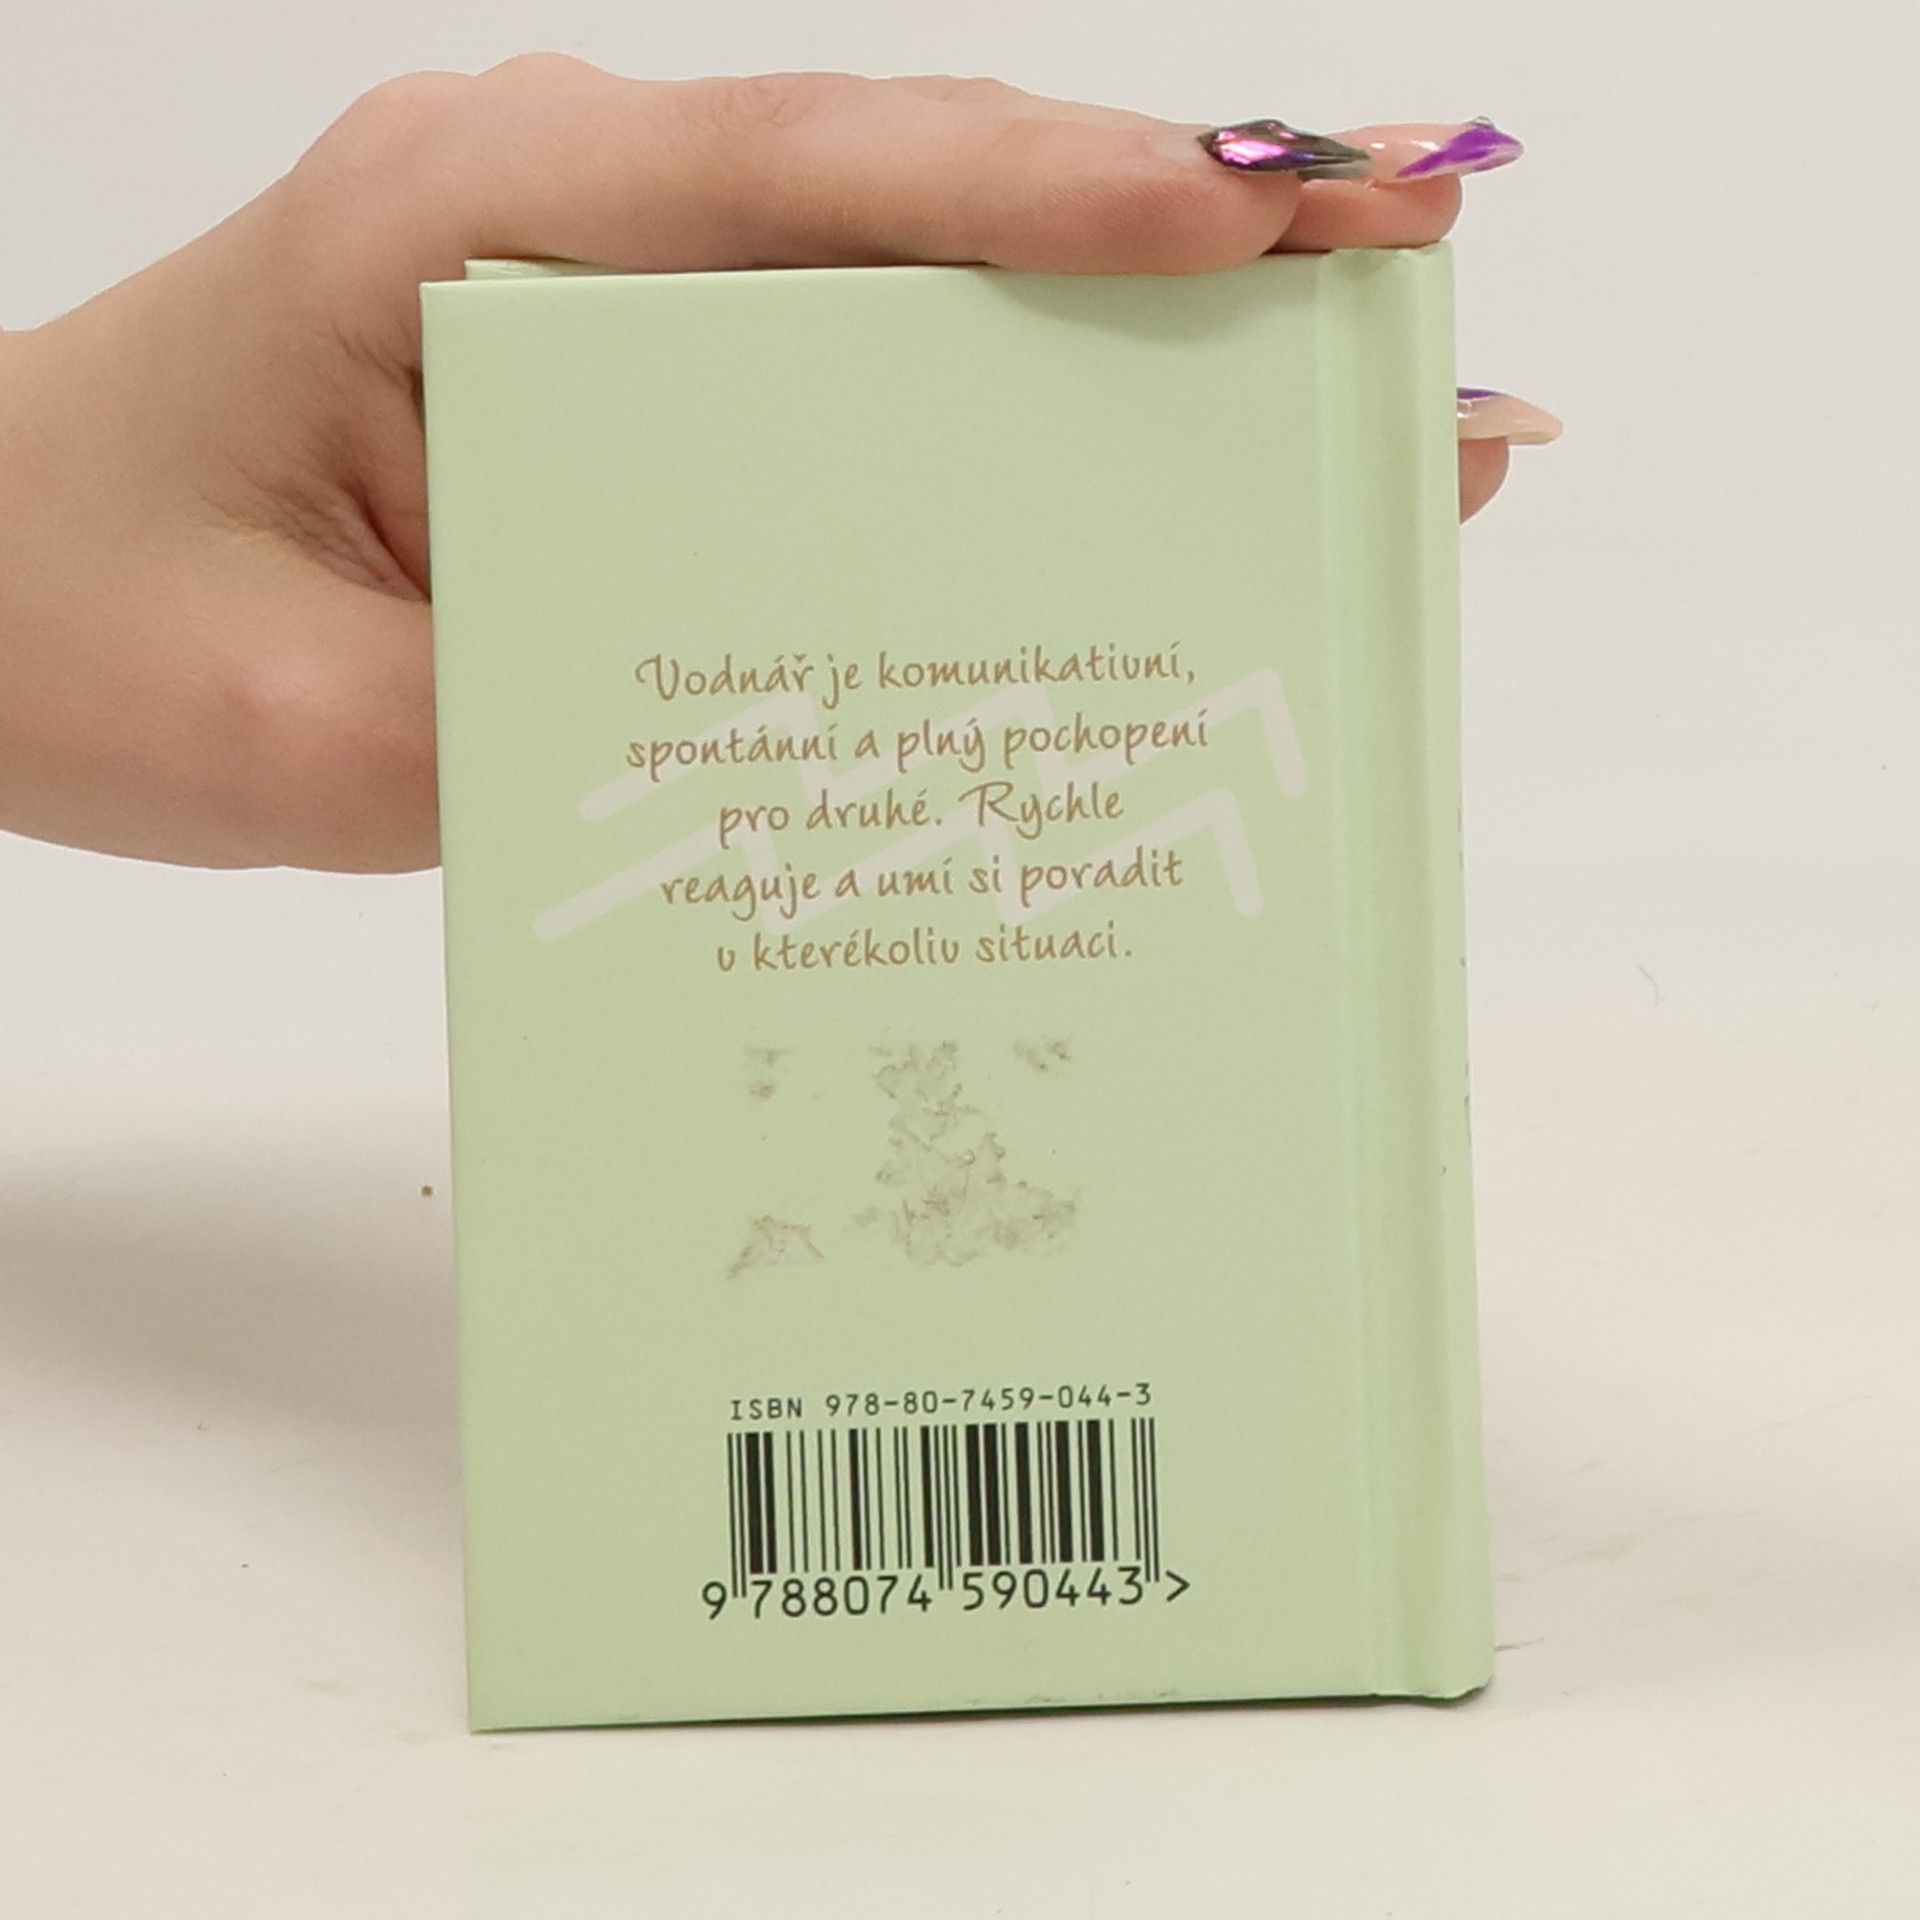 Vodnář je komunikativní,
spontánní a plný pochopení
pro druhé. Rychle
reaguje a umí si poradit
v kterékoliv situaci.
ISBN 978-80-7459-044-3
9 788074 590443 >